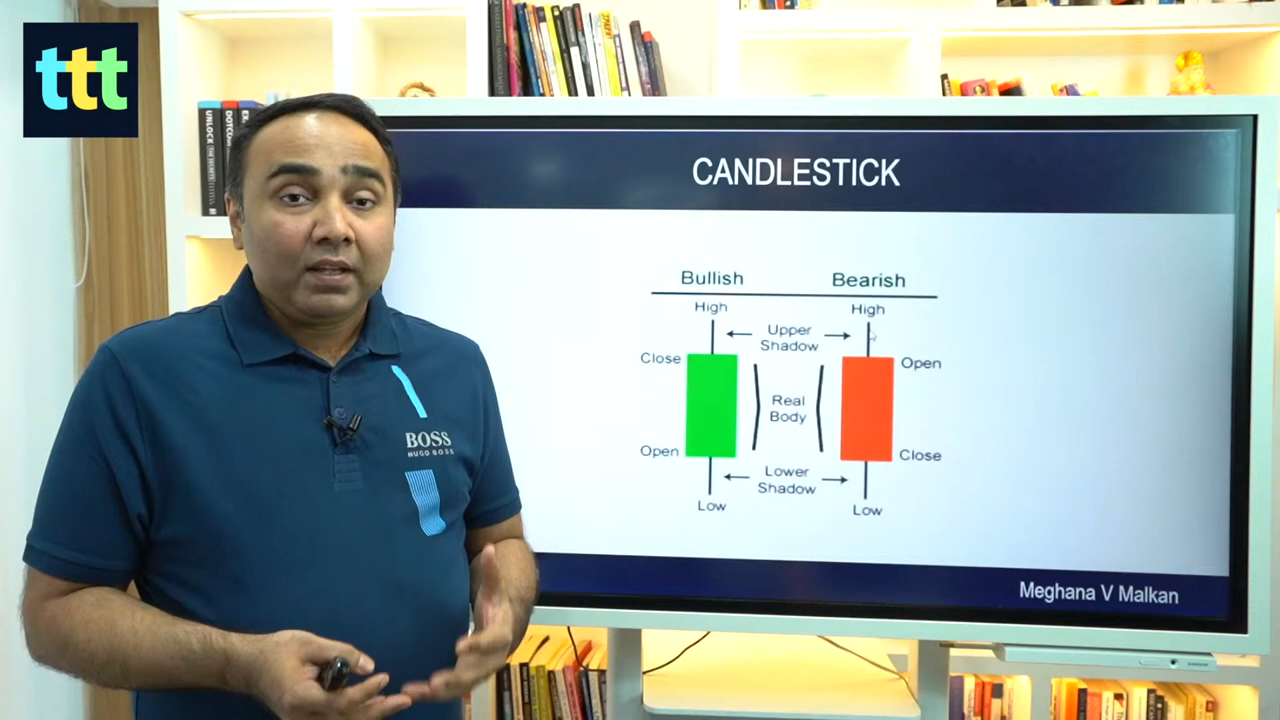 ttt
UNLOCK
CANDLESTICK
Bullish
Bearish
High
High
Upper
Shadow
Close
Open
Real
Body
Open
Close
Lower
Shadow
Low
Low
BOSS
HUGO BOSS
Meghana V Malkan